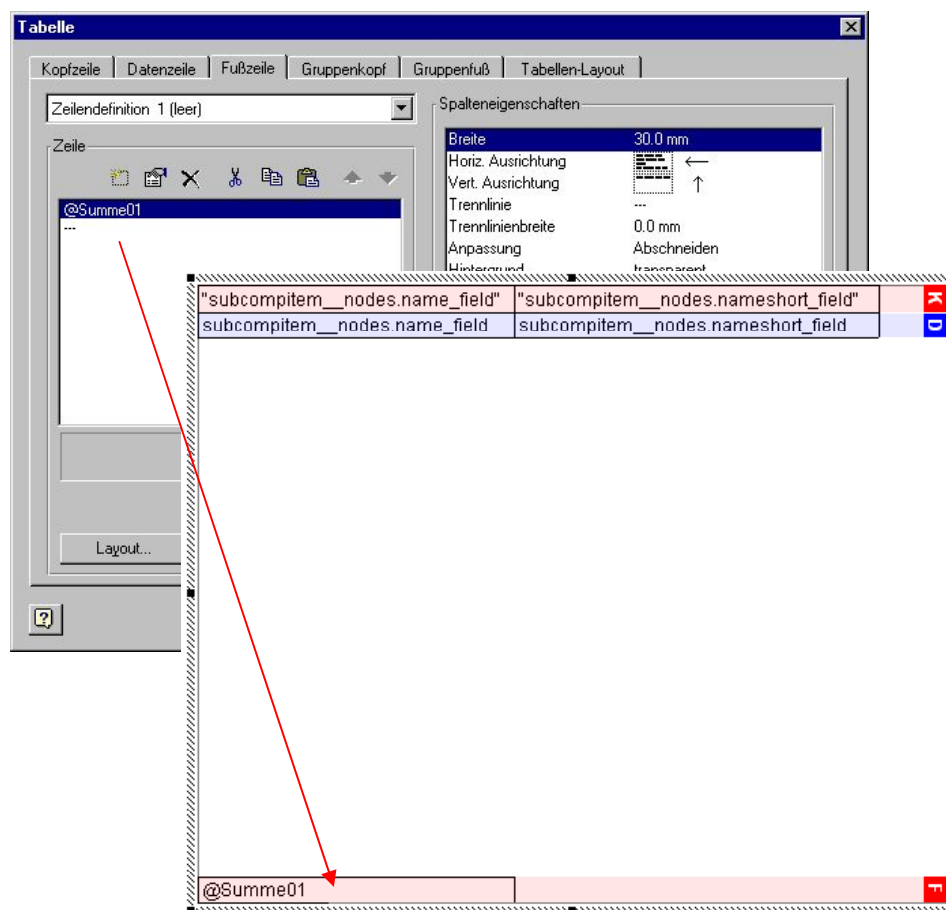 Tabelle
Kopfzeile Datenzeile Fußzeile Gruppenkopf Gruppenfuß Tabellen-Layout
Zeilendefinition 1 (leer)
Zeile
@Summe01
---
Layout...
Spalteneigenschaften
Breite 30.0 mm
Horiz. Ausrichtung
Vert. Ausrichtung
Trennlinie ---
Trennlinienbreite 0.0 mm
Anpassung Abschneiden
Hintergrund transparent
"subcompitem__nodes.name_field" "subcompitem__nodes.nameshort_field" K
subcompitem__nodes.name_field subcompitem__nodes.nameshort_field D
@Summe01 F